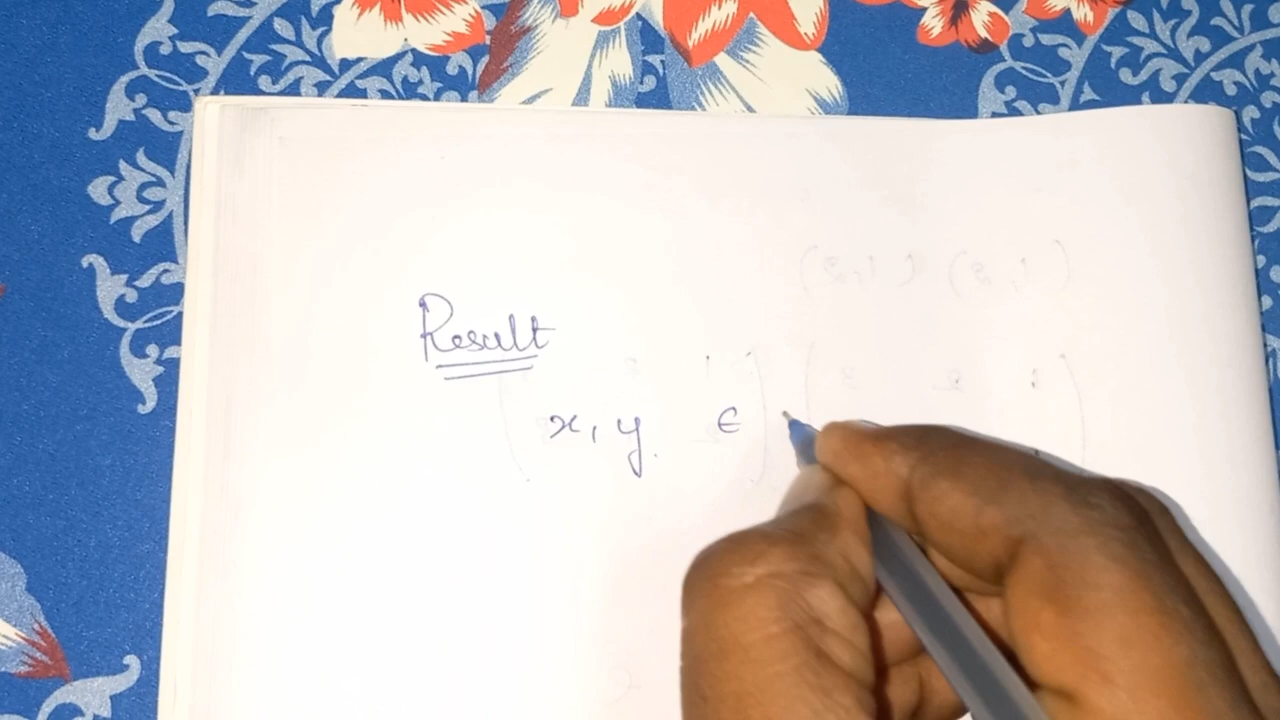 Result
x, y ∈